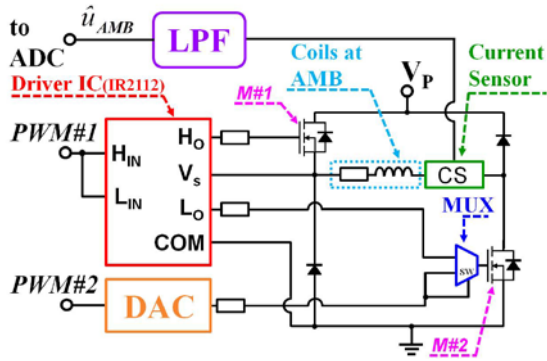 to
ADC
û_AMB
LPF
Coils at
AMB
Current
Sensor
Driver IC(IR2112)
M#1
V_P
PWM#1
H_IN
L_IN
H_O
V_s
L_O
COM
CS
MUX
sw
PWM#2
DAC
M#2